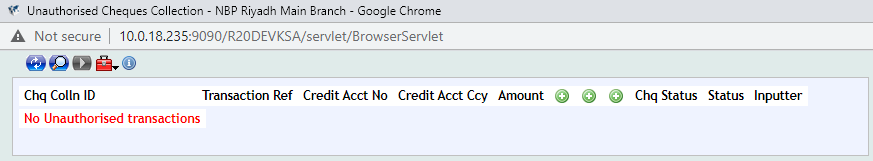 Unauthorised Cheques Collection - NBP Riyadh Main Branch - Google Chrome
Not secure | 10.0.18.235:9090/R20DEVKSA/servlet/BrowserServlet
Chq Colln ID Transaction Ref Credit Acct No Credit Acct Ccy Amount Chq Status Status Inputter
No Unauthorised transactions